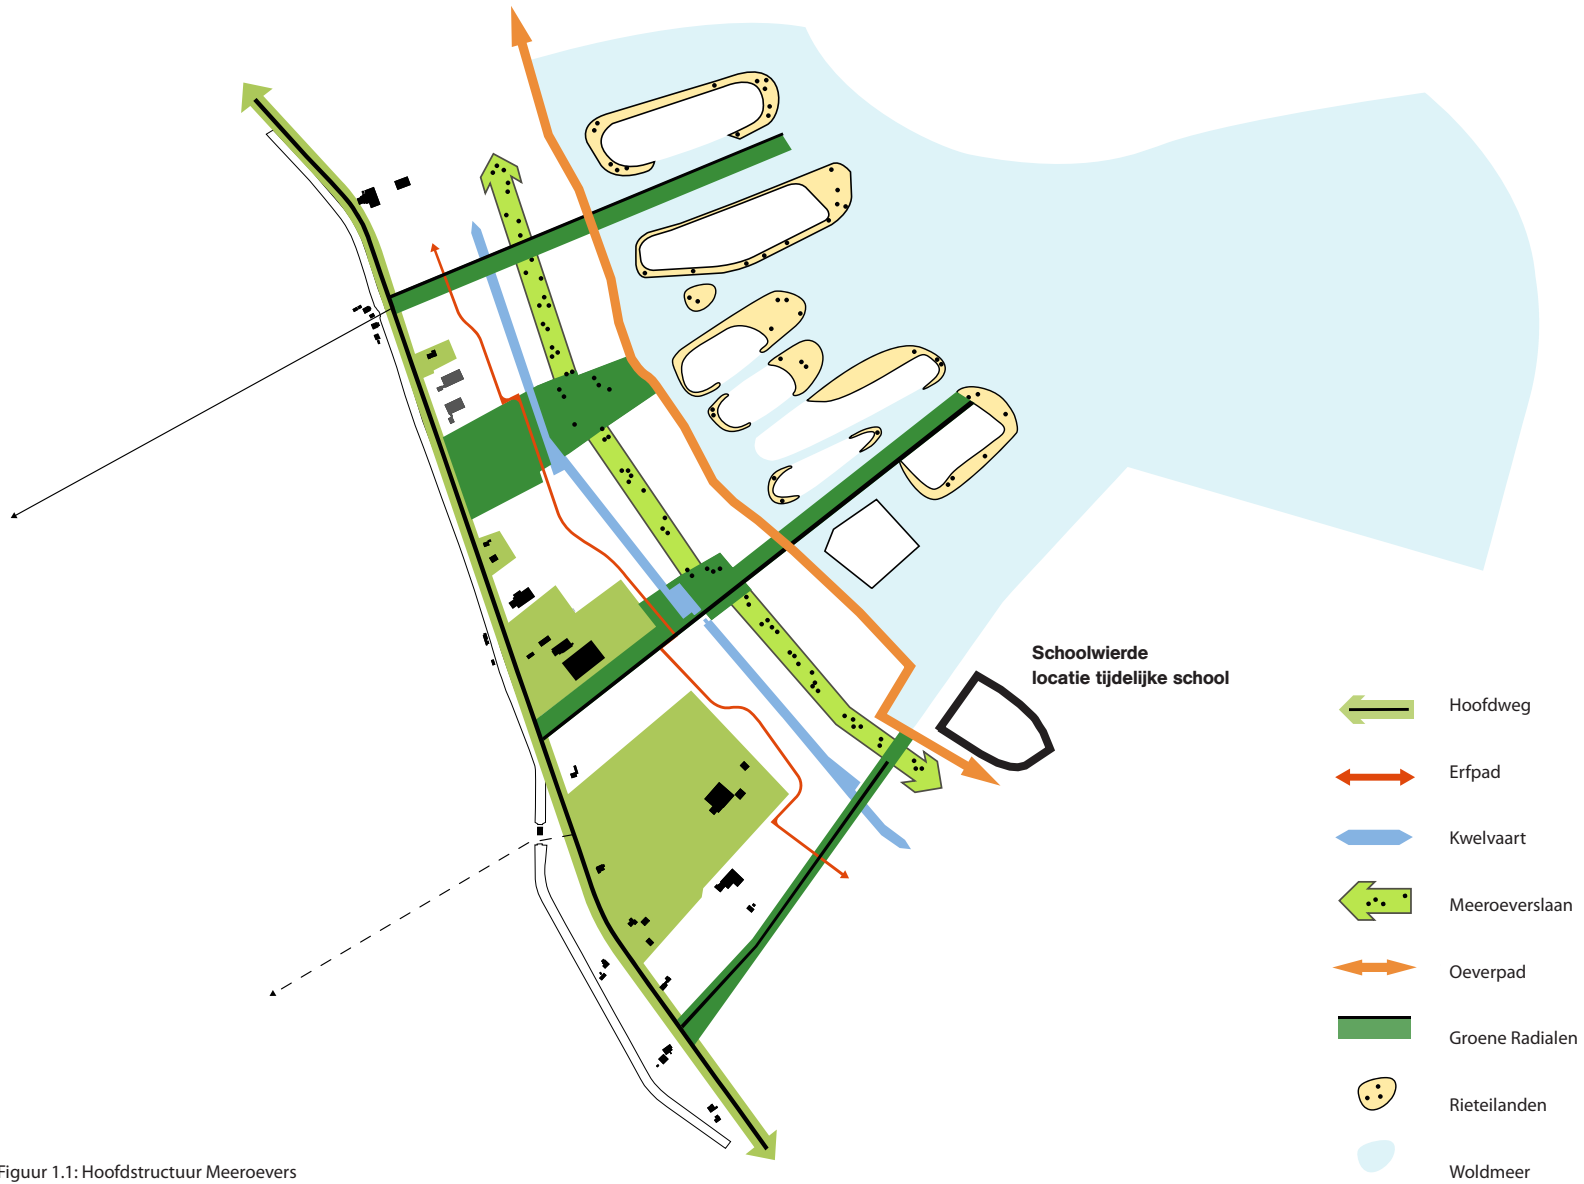 Schoolwierde
locatie tijdelijke school
Hoofdweg
Erfpad
Kwelvaart
Meeroeverslaan
Oeverpad
Groene Radialen
Rieteilanden
Woldmeer
Figuur 1.1: Hoofdstructuur Meeroevers